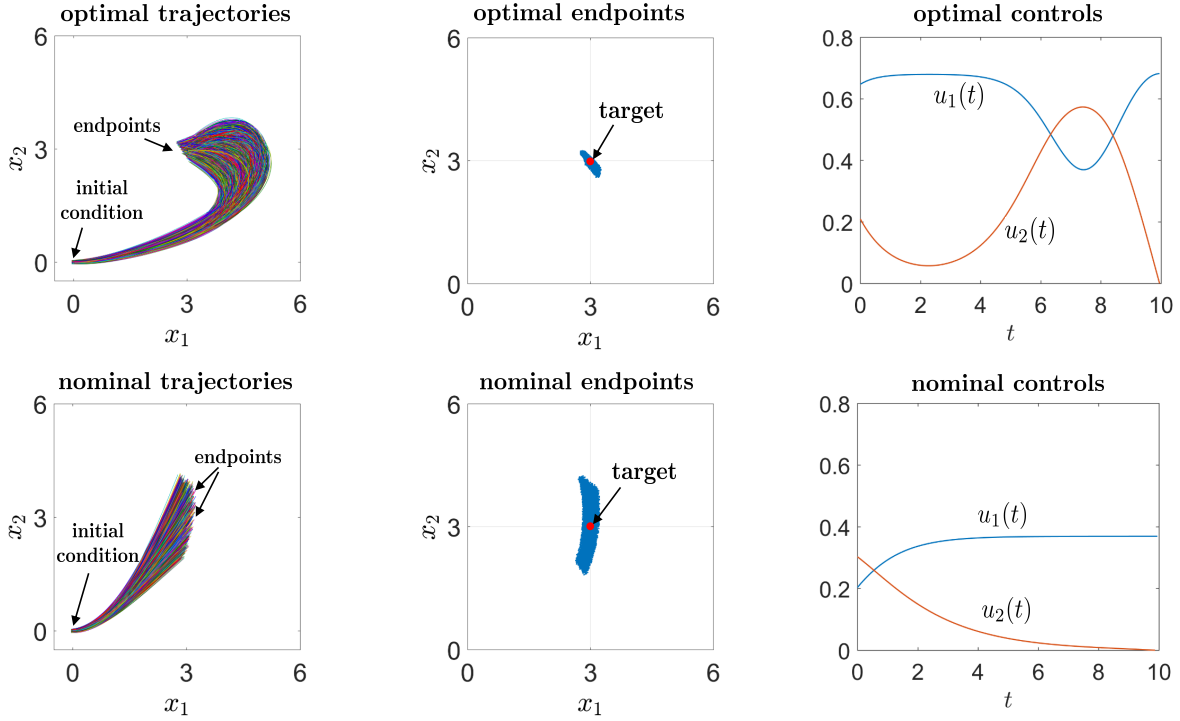 optimal trajectories
6
3
0
x₂
endpoints
initial
condition
0
3
6
x₁
optimal endpoints
6
3
0
x₂
target
0
3
6
x₁
optimal controls
0.8
0.6
0.4
0.2
0
u₁(t)
u₂(t)
0
2
4
6
8
10
t
nominal trajectories
6
3
0
x₂
endpoints
initial
condition
0
3
6
x₁
nominal endpoints
6
3
0
x₂
target
0
3
6
x₁
nominal controls
0.8
0.6
0.4
0.2
0
u₁(t)
u₂(t)
0
2
4
6
8
10
t